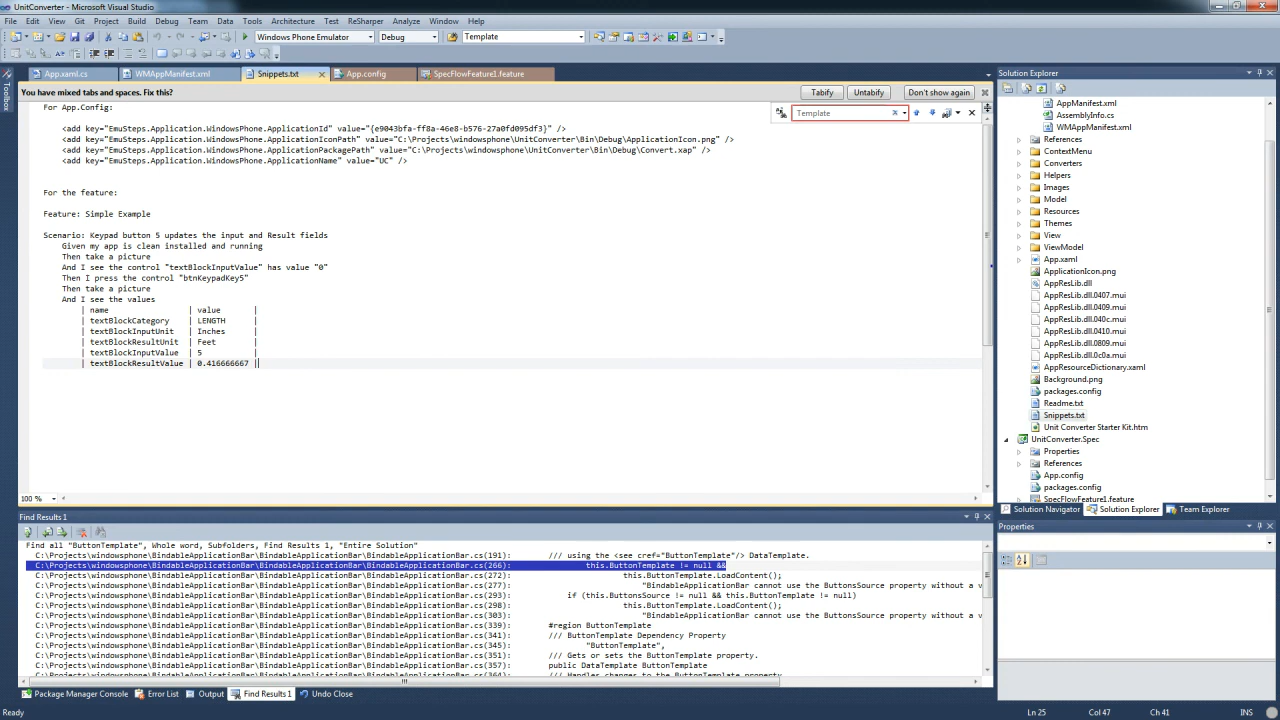 UnitConverter - Microsoft Visual Studio
File Edit View Git Project Build Debug Team Data Tools Architecture Test ReSharper Analyze Window Help
Windows Phone Emulator Debug Template
App.xaml.cs WMAppManifest.xml Snippets.txt App.config SpecFlowFeature1.feature
You have mixed tabs and spaces. Fix this? Tabify Untabify Don't show again
Template
For App.Config:
<add key="EmuSteps.Application.WindowsPhone.ApplicationId" value="{e9043bfa-ff8a-46e8-b576-27a0fd095df3}" />
<add key="EmuSteps.Application.WindowsPhone.ApplicationIconPath" value="C:\Projects\windowsphone\UnitConverter\Bin\Debug\ApplicationIcon.png" />
<add key="EmuSteps.Application.WindowsPhone.ApplicationPackagePath" value="C:\Projects\windowsphone\UnitConverter\Bin\Debug\Convert.xap" />
<add key="EmuSteps.Application.WindowsPhone.ApplicationName" value="UC" />
For the feature:
Feature: Simple Example
Scenario: Keypad button 5 updates the input and Result fields
Given my app is clean installed and running
Then take a picture
And I see the control "textBlockInputValue" has value "0"
Then I press the control "btnKeypadKey5"
Then take a picture
And I see the values
| name | value |
| textBlockCategory | LENGTH |
| textBlockInputUnit | Inches |
| textBlockResultUnit | Feet |
| textBlockInputValue | 5 |
| textBlockResultValue | 0.416666667 |
100 %
Find Results 1
Find all "ButtonTemplate", Whole word, Subfolders, Find Results 1, "Entire Solution"
C:\Projects\windowsphone\BindableApplicationBar\BindableApplicationBar\BindableApplicationBar.cs(191): /// using the <see cref="ButtonTemplate"/> DataTemplate.
C:\Projects\windowsphone\BindableApplicationBar\BindableApplicationBar\BindableApplicationBar.cs(266): this.ButtonTemplate != null &&
C:\Projects\windowsphone\BindableApplicationBar\BindableApplicationBar\BindableApplicationBar.cs(272): this.ButtonTemplate.LoadContent();
C:\Projects\windowsphone\BindableApplicationBar\BindableApplicationBar\BindableApplicationBar.cs(277): "BindableApplicationBar cannot use the ButtonsSource property without a v
C:\Projects\windowsphone\BindableApplicationBar\BindableApplicationBar\BindableApplicationBar.cs(293): if (this.ButtonsSource != null && this.ButtonTemplate != null)
C:\Projects\windowsphone\BindableApplicationBar\BindableApplicationBar\BindableApplicationBar.cs(298): this.ButtonTemplate.LoadContent();
C:\Projects\windowsphone\BindableApplicationBar\BindableApplicationBar\BindableApplicationBar.cs(303): "BindableApplicationBar cannot use the ButtonsSource property without a v
C:\Projects\windowsphone\BindableApplicationBar\BindableApplicationBar\BindableApplicationBar.cs(339): #region ButtonTemplate
C:\Projects\windowsphone\BindableApplicationBar\BindableApplicationBar\BindableApplicationBar.cs(341): /// ButtonTemplate Dependency Property
C:\Projects\windowsphone\BindableApplicationBar\BindableApplicationBar\BindableApplicationBar.cs(345): "ButtonTemplate",
C:\Projects\windowsphone\BindableApplicationBar\BindableApplicationBar\BindableApplicationBar.cs(351): /// Gets or sets the ButtonTemplate property.
C:\Projects\windowsphone\BindableApplicationBar\BindableApplicationBar\BindableApplicationBar.cs(357): public DataTemplate ButtonTemplate
C:\Projects\windowsphone\BindableApplicationBar\BindableApplicationBar\BindableApplicationBar.cs(364): /// Handles changes to the ButtonTemplate property
Package Manager Console Error List Output Find Results 1 Undo Close
Toolbox
Solution Explorer
AppManifest.xml
AssemblyInfo.cs
WMAppManifest.xml
References
ContextMenu
Converters
Helpers
Images
Model
Resources
Themes
View
ViewModel
App.xaml
ApplicationIcon.png
AppResLib.dll
AppResLib.dll.0407.mui
AppResLib.dll.0409.mui
AppResLib.dll.040c.mui
AppResLib.dll.0410.mui
AppResLib.dll.0809.mui
AppResLib.dll.0c0a.mui
AppResourceDictionary.xaml
Background.png
packages.config
Readme.txt
Snippets.txt
Unit Converter Starter Kit.htm
UnitConverter.Spec
Properties
References
App.config
packages.config
SpecFlowFeature1.feature
Solution Navigator Solution Explorer Team Explorer
Properties
Ready Ln 25 Col 47 Ch 41 INS